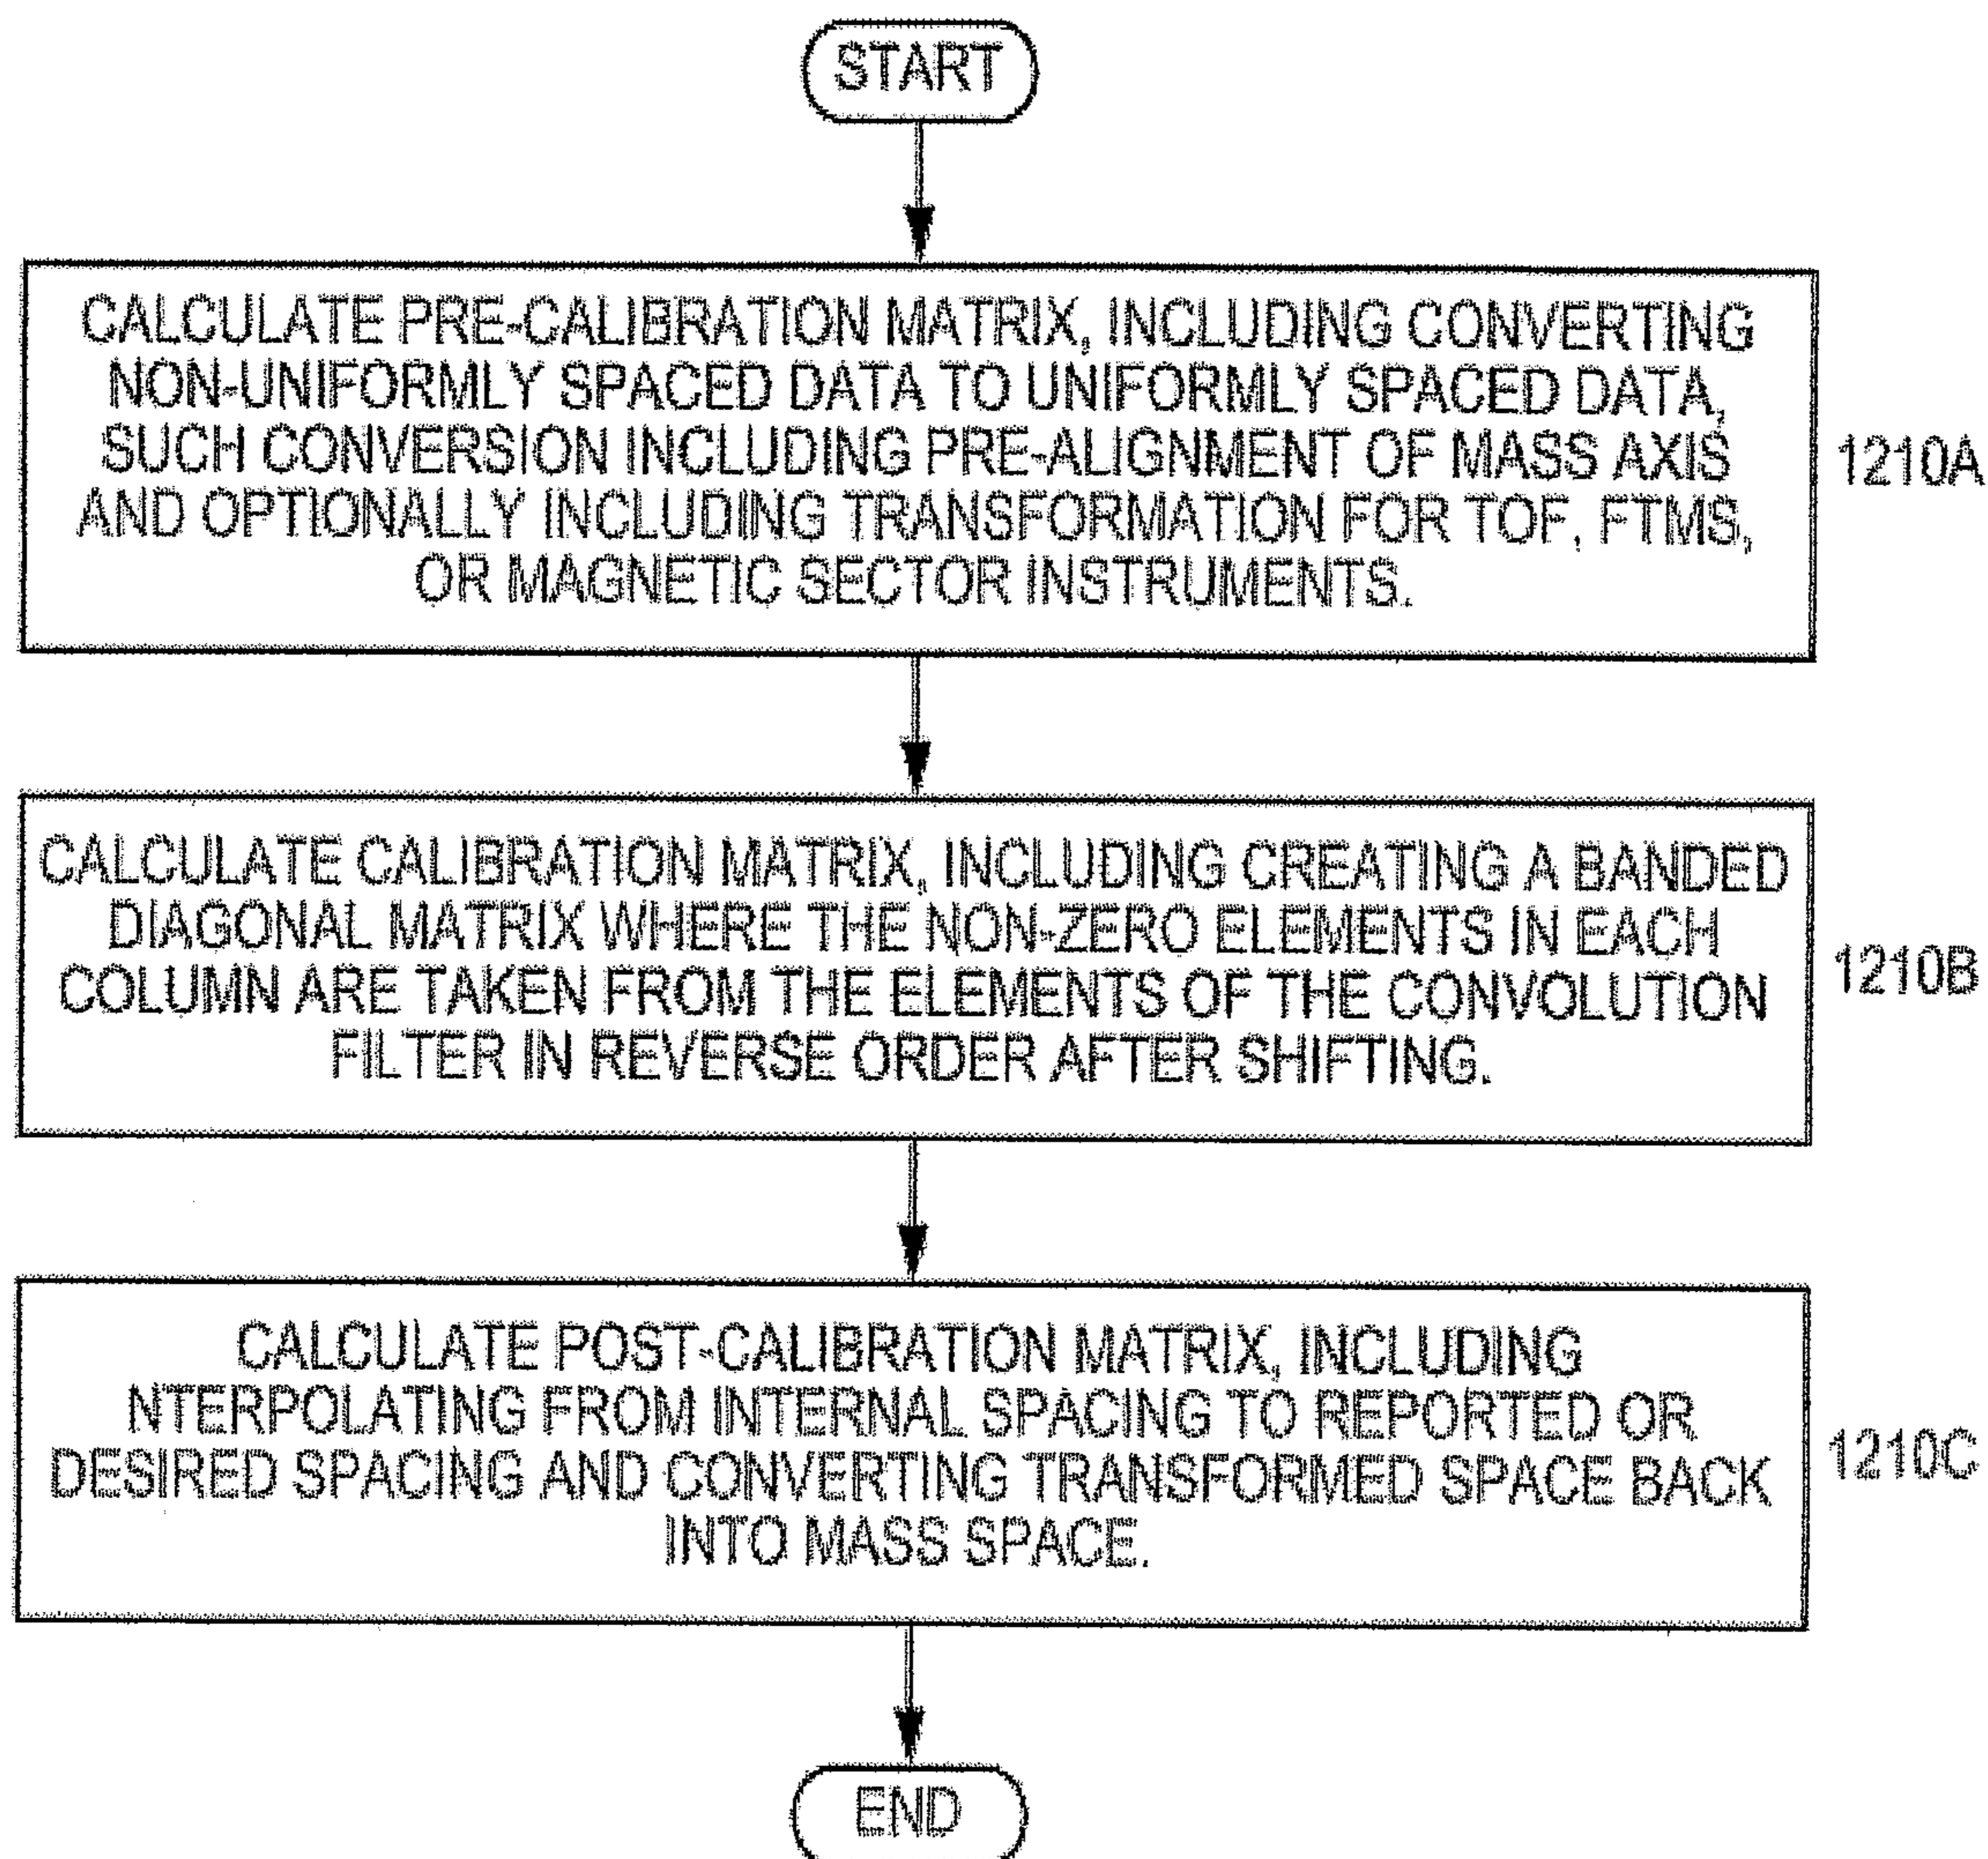 START
CALCULATE PRE-CALIBRATION MATRIX, INCLUDING CONVERTING
NON-UNIFORMLY SPACED DATA TO UNIFORMLY SPACED DATA,
SUCH CONVERSION INCLUDING PRE-ALIGNMENT OF MASS AXIS
AND OPTIONALLY INCLUDING TRANSFORMATION FOR TOF, FTMS,
OR MAGNETIC SECTOR INSTRUMENTS.
1210A
CALCULATE CALIBRATION MATRIX, INCLUDING CREATING A BANDED
DIAGONAL MATRIX WHERE THE NON-ZERO ELEMENTS IN EACH
COLUMN ARE TAKEN FROM THE ELEMENTS OF THE CONVOLUTION
FILTER IN REVERSE ORDER AFTER SHIFTING.
1210B
CALCULATE POST-CALIBRATION MATRIX, INCLUDING
NTERPOLATING FROM INTERNAL SPACING TO REPORTED OR
DESIRED SPACING AND CONVERTING TRANSFORMED SPACE BACK
INTO MASS SPACE.
1210C
END